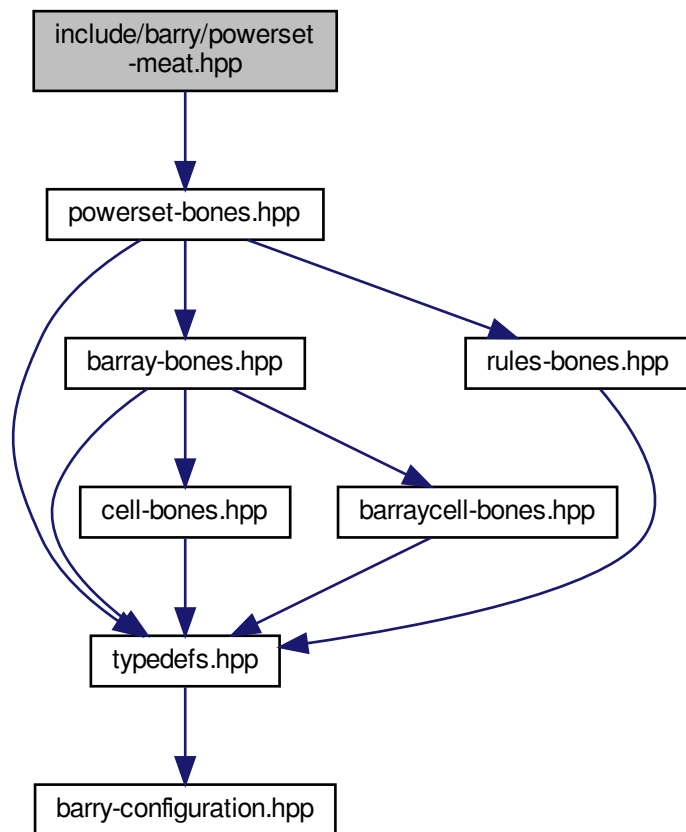 include/barry/powerset
-meat.hpp
powerset-bones.hpp
barray-bones.hpp
rules-bones.hpp
cell-bones.hpp
barraycell-bones.hpp
typedefs.hpp
barry-configuration.hpp